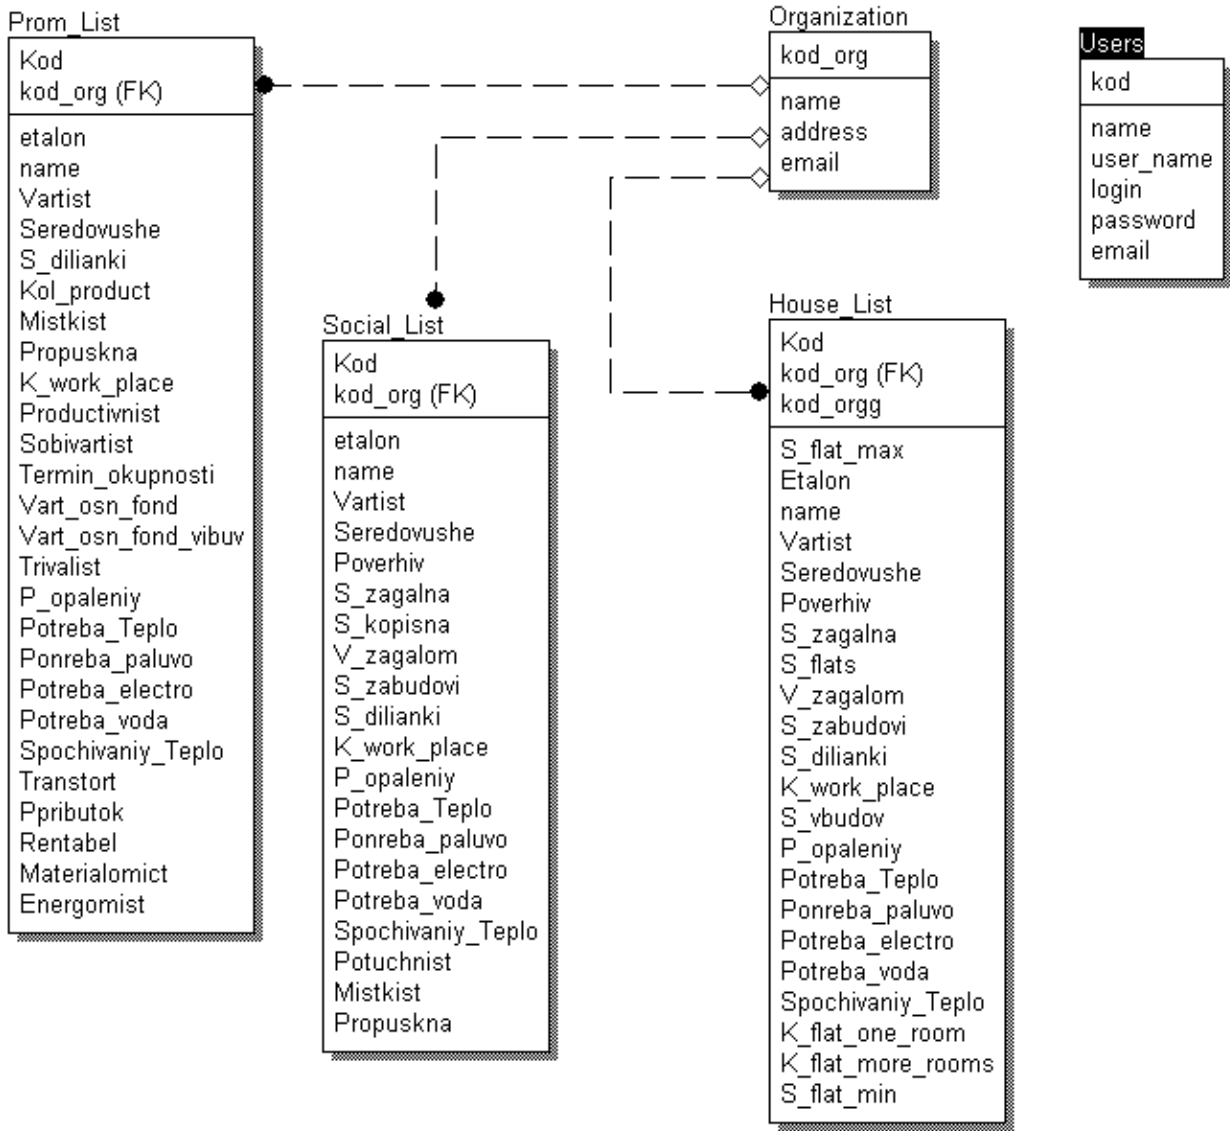 Prom_List
Kod
kod_org (FK)
etalon
name
Vartist
Seredovushe
S_dilianki
Kol_product
Mistkist
Propuskna
K_work_place
Productivnist
Sobivartist
Termin_okupnosti
Vart_osn_fond
Vart_osn_fond_vibuv
Trivalist
P_opaleniy
Potreba_Teplo
Ponreba_paluvo
Potreba_electro
Potreba_voda
Spochivaniy_Teplo
Transtort
Ppributok
Rentabel
Materialomict
Energomist
Social_List
Kod
kod_org (FK)
etalon
name
Vartist
Seredovushe
Poverhiv
S_zagalna
S_kopisna
V_zagalom
S_zabudovi
S_dilianki
K_work_place
P_opaleniy
Potreba_Teplo
Ponreba_paluvo
Potreba_electro
Potreba_voda
Spochivaniy_Teplo
Potuchnist
Mistkist
Propuskna
Organization
kod_org
name
address
email
House_List
Kod
kod_org (FK)
kod_orgg
S_flat_max
Etalon
name
Vartist
Seredovushe
Poverhiv
S_zagalna
S_flats
V_zagalom
S_zabudovi
S_dilianki
K_work_place
S_vbudov
P_opaleniy
Potreba_Teplo
Ponreba_paluvo
Potreba_electro
Potreba_voda
Spochivaniy_Teplo
K_flat_one_room
K_flat_more_rooms
S_flat_min
Users
kod
name
user_name
login
password
email